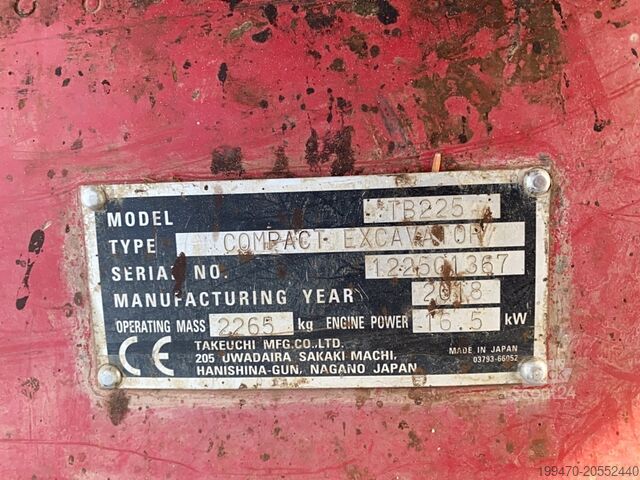 MODEL TB225
TYPE COMPACT EXCAVATOR
SERIAL NO. 122501367
MANUFACTURING YEAR 2018
OPERATING MASS 2265 kg ENGINE POWER 16.5 kW
CE TAKEUCHI MFG.CO.,LTD.
205 UWADAIRA SAKAKI MACHI,
HANISHINA-GUN, NAGANO JAPAN
MADE IN JAPAN
03793-66052
199470-20552440